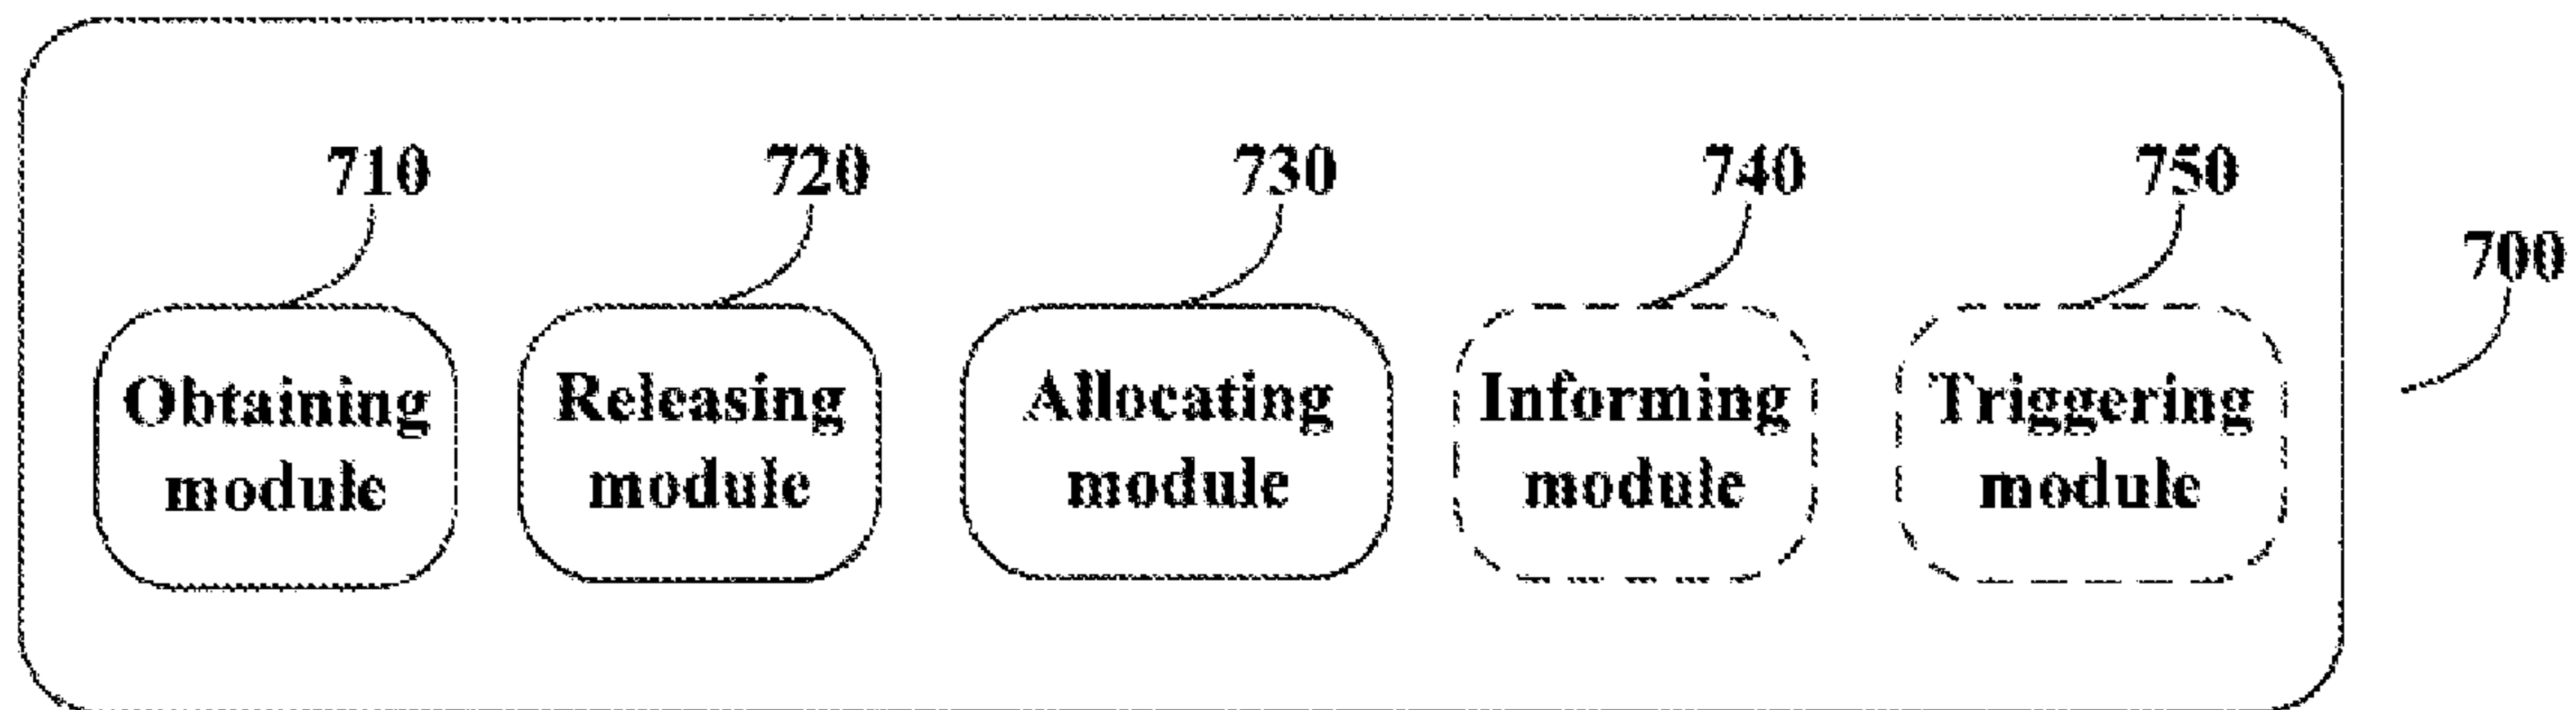 710 720 730 740 750
700
Obtaining Releasing Allocating Informing Triggering
module module module module module